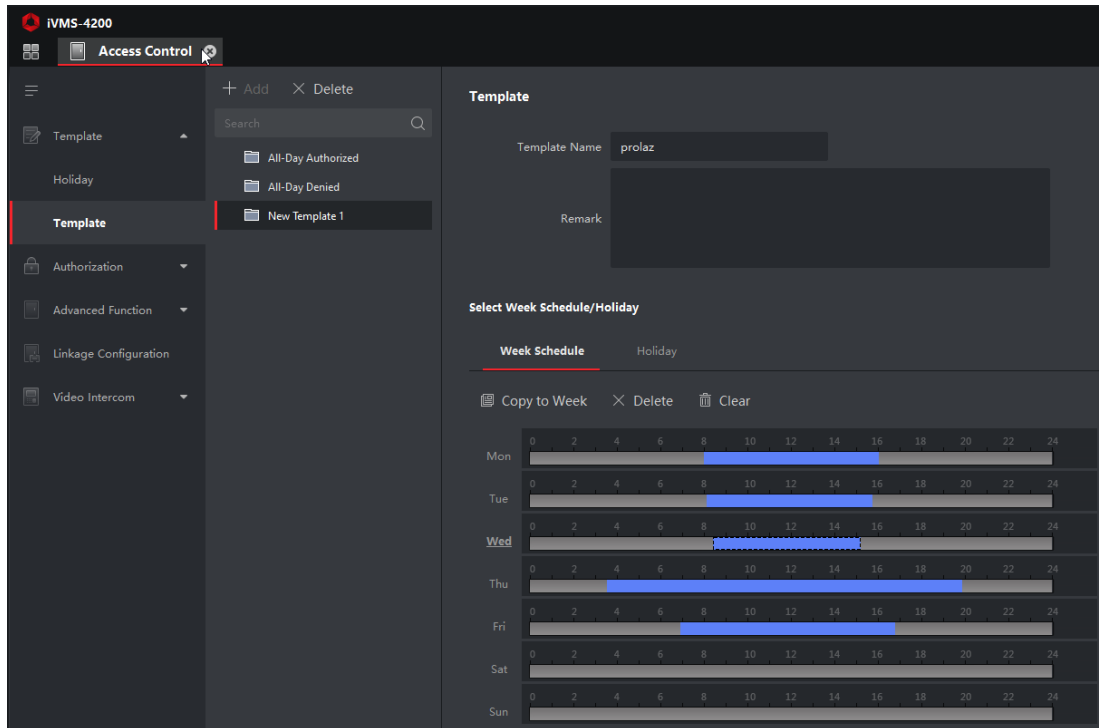 iVMS-4200
Access Control
Add Delete
Search
Template
Holiday
Template
Authorization
Advanced Function
Linkage Configuration
Video Intercom
All-Day Authorized
All-Day Denied
New Template 1
Template
Template Name prolaz
Remark
Select Week Schedule/Holiday
Week Schedule Holiday
Copy to Week Delete Clear
0 2 4 6 8 10 12 14 16 18 20 22 24
Mon
0 2 4 6 8 10 12 14 16 18 20 22 24
Tue
0 2 4 6 8 10 12 14 16 18 20 22 24
Wed
0 2 4 6 8 10 12 14 16 18 20 22 24
Thu
0 2 4 6 8 10 12 14 16 18 20 22 24
Fri
0 2 4 6 8 10 12 14 16 18 20 22 24
Sat
0 2 4 6 8 10 12 14 16 18 20 22 24
Sun